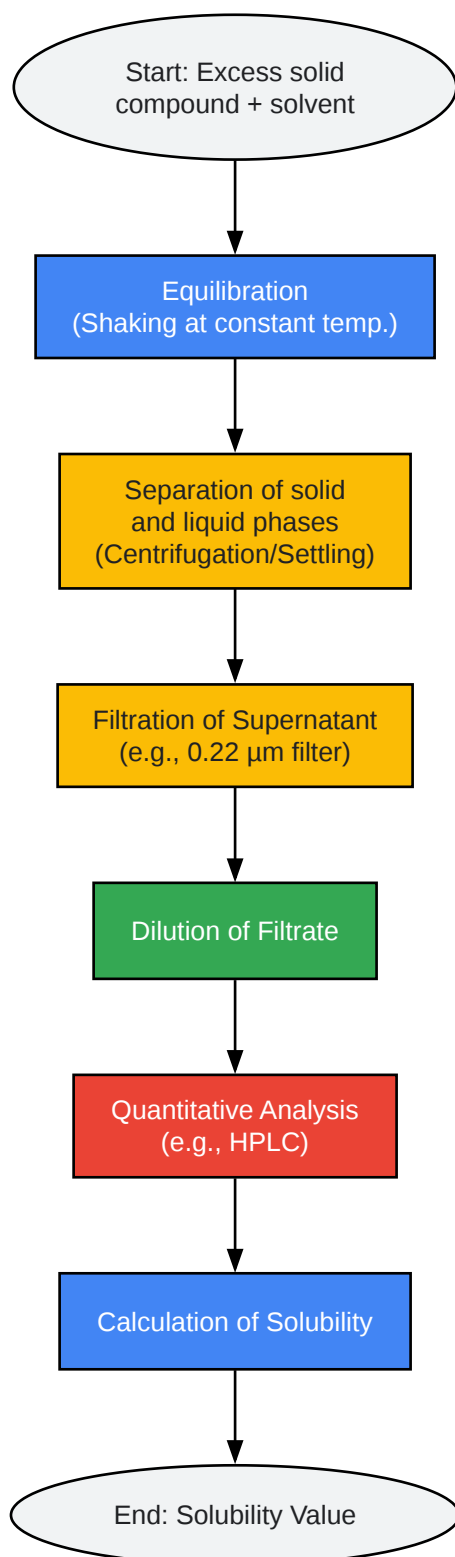 Start: Excess solid
compound + solvent
Equilibration
(Shaking at constant temp.)
Separation of solid
and liquid phases
(Centrifugation/Settling)
Filtration of Supernatant
(e.g., 0.22 µm filter)
Dilution of Filtrate
Quantitative Analysis
(e.g., HPLC)
Calculation of Solubility
End: Solubility Value